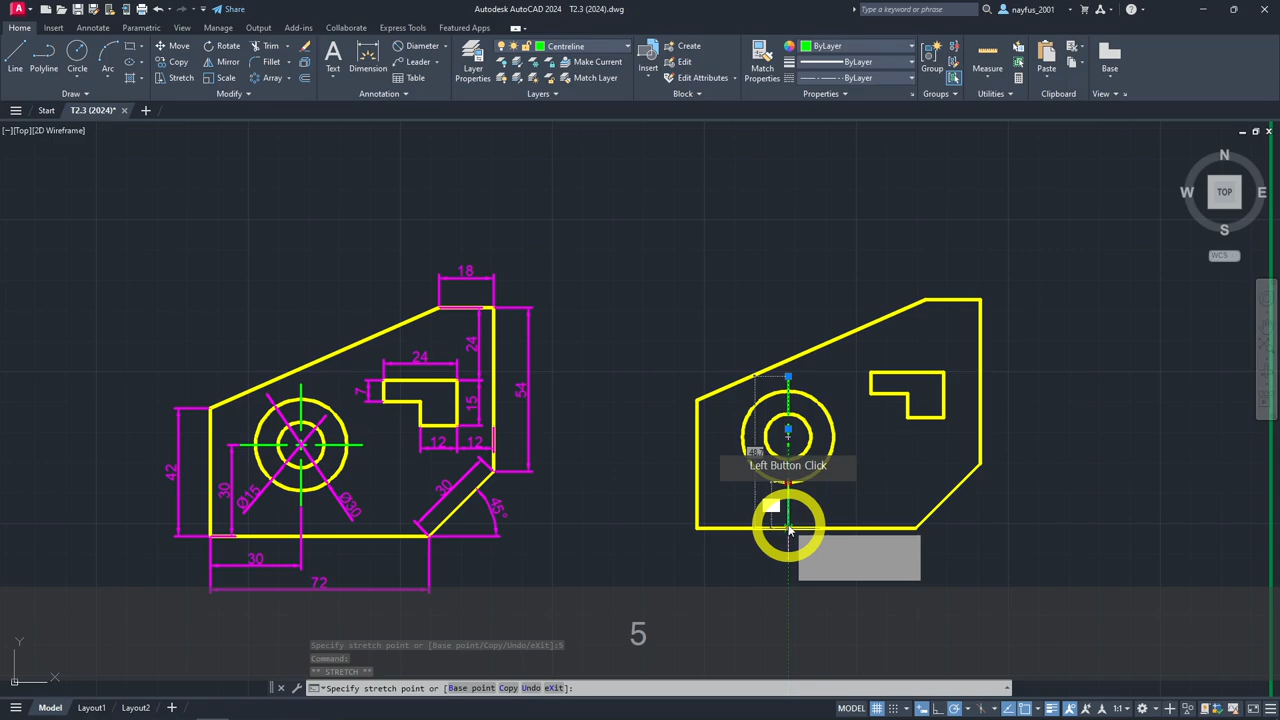 Share
Autodesk AutoCAD 2024 T2.3 (2024).dwg
Type a keyword or phrase
nayfus_2001
Home Insert Annotate Parametric View Manage Output Add-ins Collaborate Express Tools Featured Apps
Line Polyline Circle Arc
Move Rotate Trim
Copy Mirror Fillet
Stretch Scale Array
Text Dimension
Diameter
Leader
Table
Layer Properties
Centreline
Make Current
Match Layer
Insert
Create
Edit
Edit Attributes
Match Properties
ByLayer
ByLayer
ByLayer
Group
Measure
Paste
Base
Draw Modify Annotation Layers Block Properties Groups Utilities Clipboard View
Start T2.3 (2024)*
[−][Top][2D Wireframe]
N
W TOP E
S
WCS
18
24
24
7
15
54
12 12
42
30
Ø15
Ø30
30
45°
30
72
Left Button Click
5
Specify stretch point or [Base point/Copy/Undo/eXit]:5
Command:
** STRETCH **
Specify stretch point or [Base point Copy Undo eXit]:
Y
X
Model Layout1 Layout2
MODEL
1:1